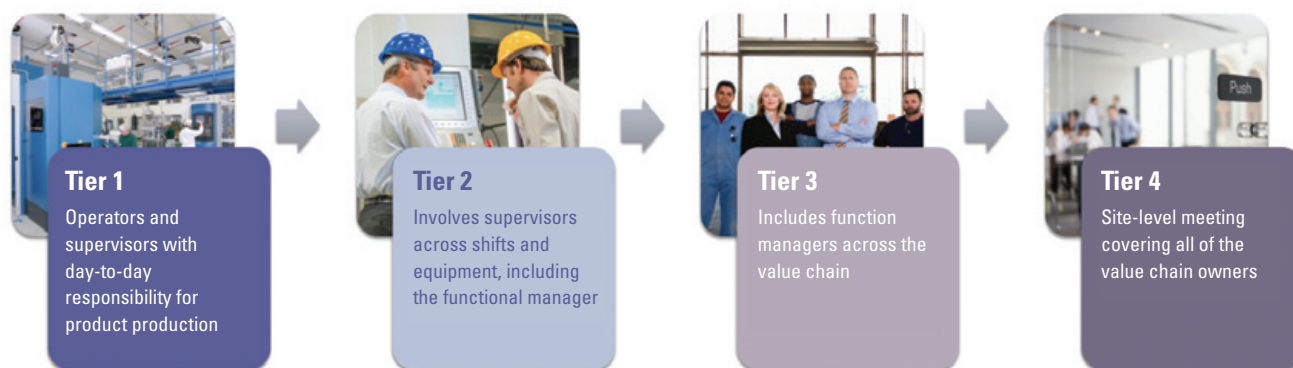 Push
Tier 1
Operators and
supervisors with
day-to-day
responsibility for
product production
Tier 2
Involves supervisors
across shifts and
equipment, including
the functional manager
Tier 3
Includes function
managers across the
value chain
Tier 4
Site-level meeting
covering all of the
value chain owners